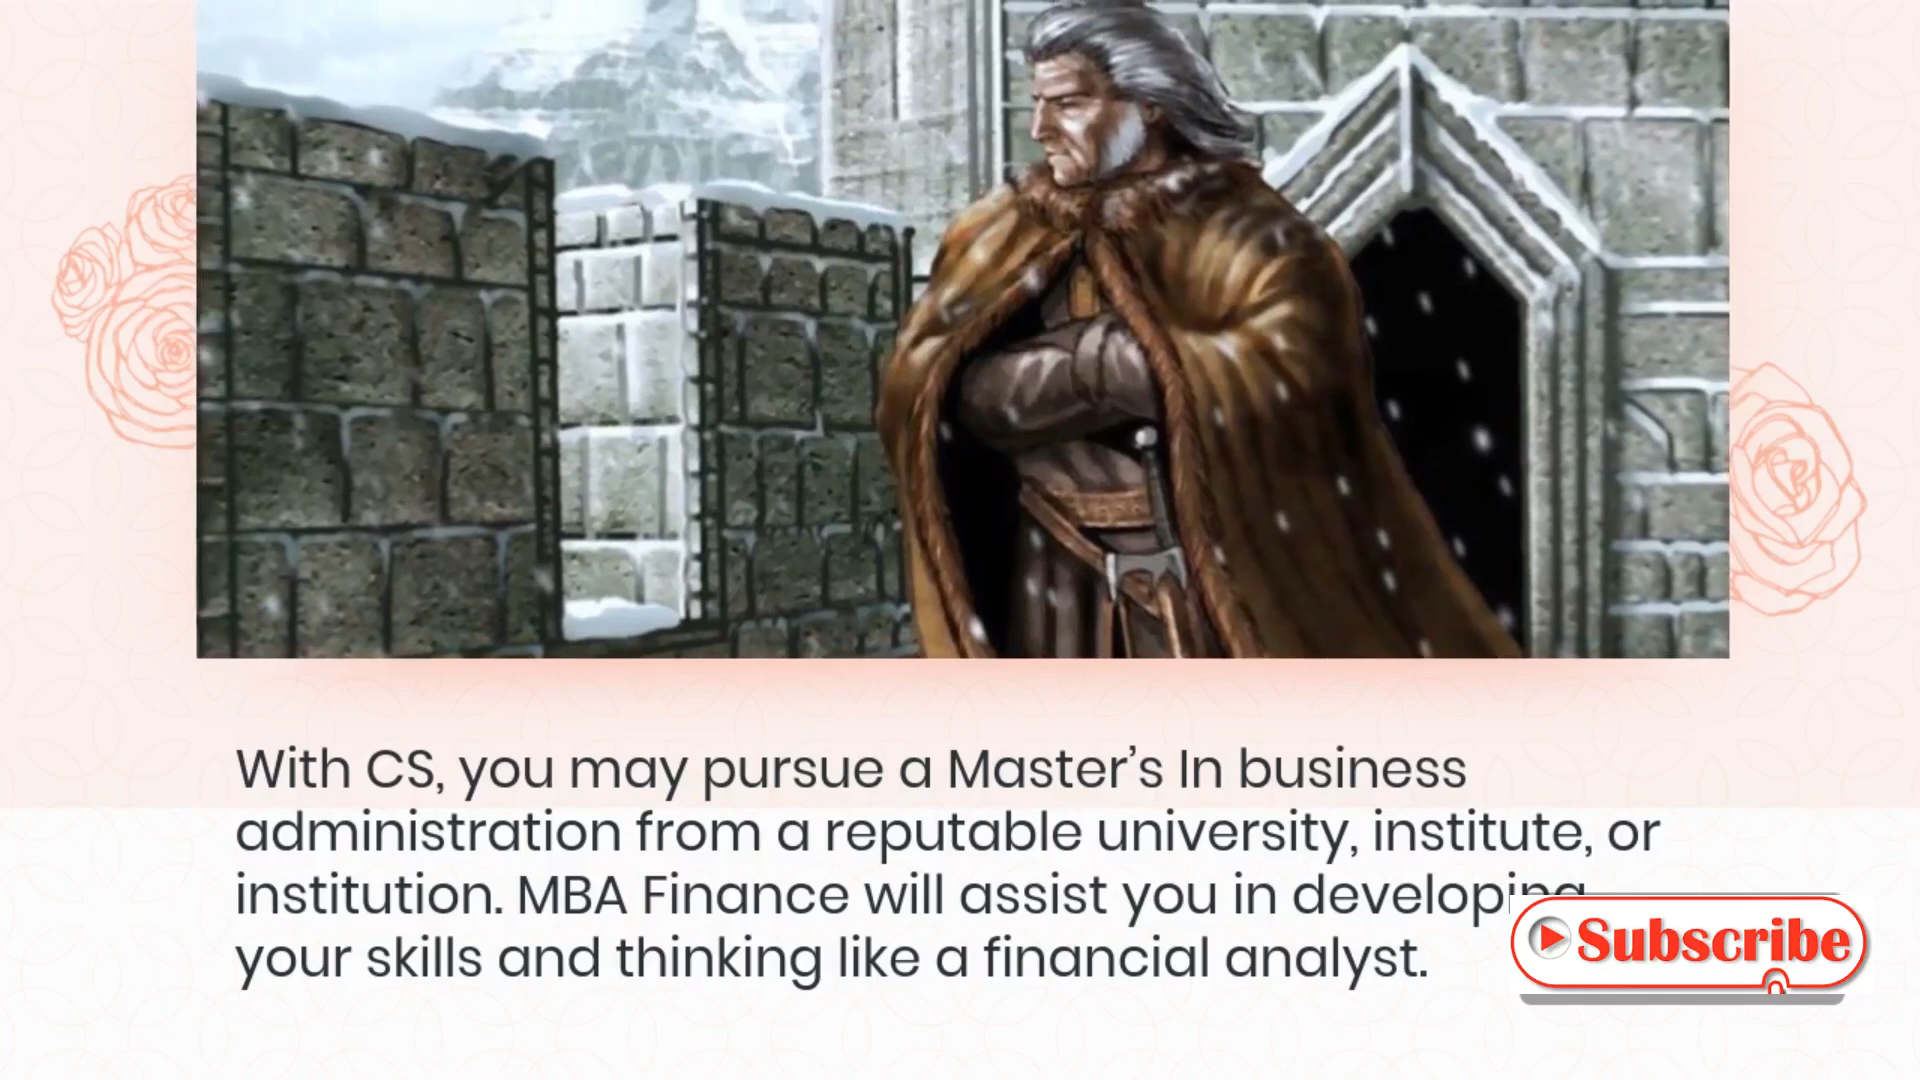 With CS, you may pursue a Master's In business
administration from a reputable university, institute, or
institution. MBA Finance will assist you in developing
your skills and thinking like a financial analyst.
Subscribe